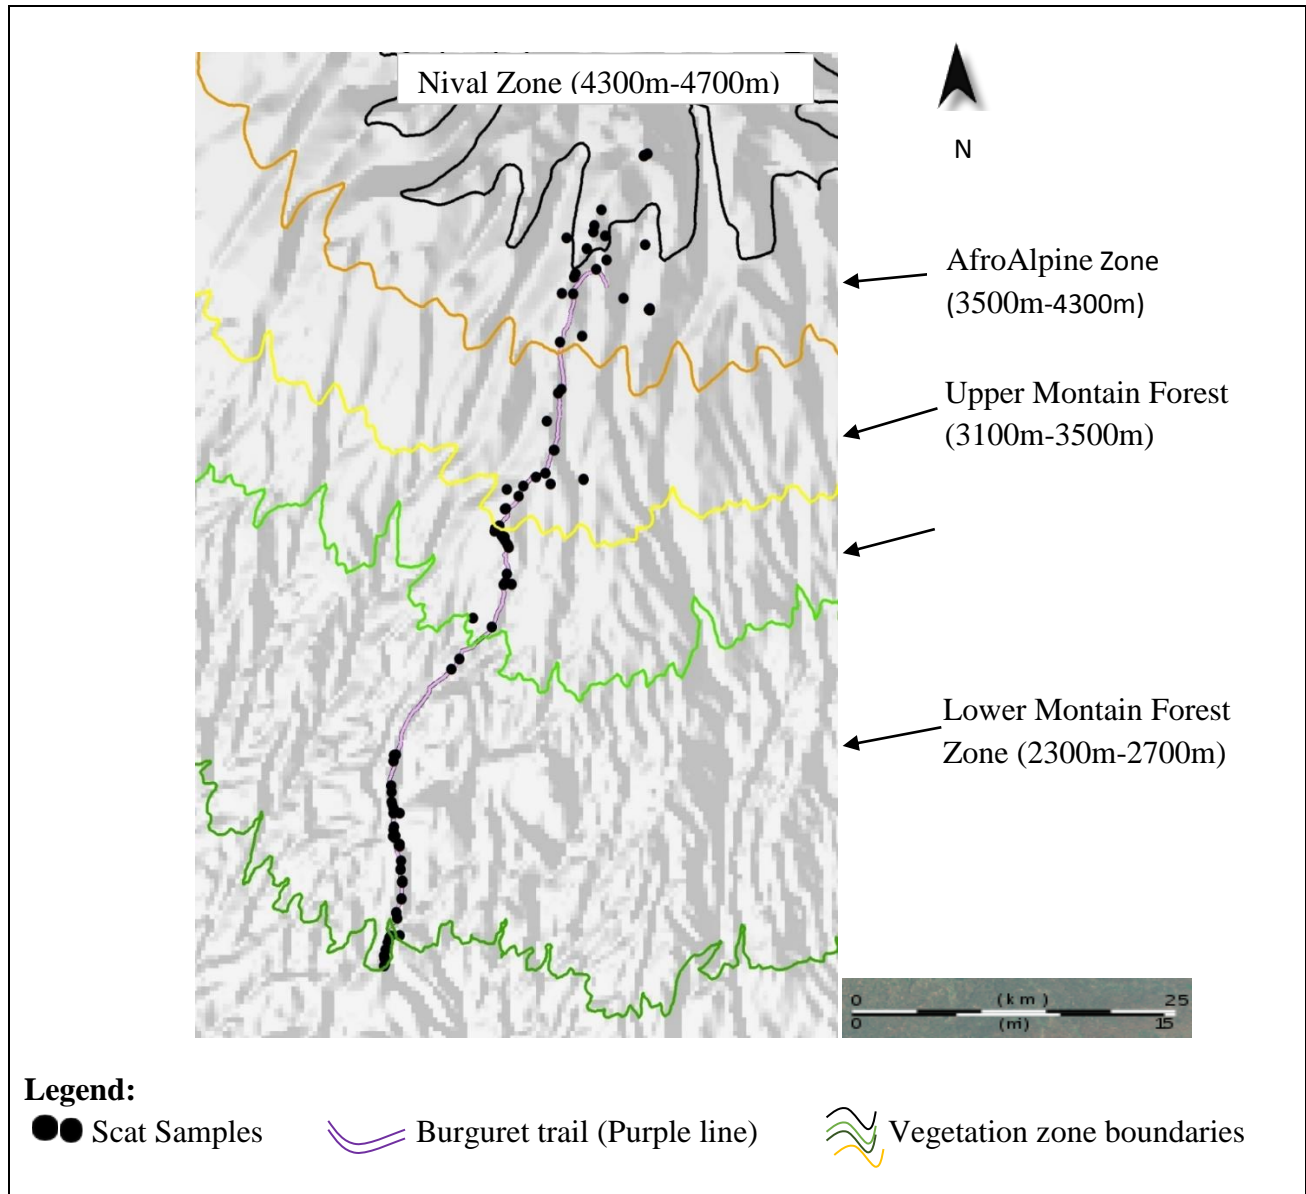 Nival Zone (4300m-4700m)
N
AfroAlpine Zone
(3500m-4300m)
Upper Montain Forest
(3100m-3500m)
Lower Montain Forest
Zone (2300m-2700m)
0 (km) 25
0 (mi) 15
Legend:
Scat Samples
Burguret trail (Purple line)
Vegetation zone boundaries